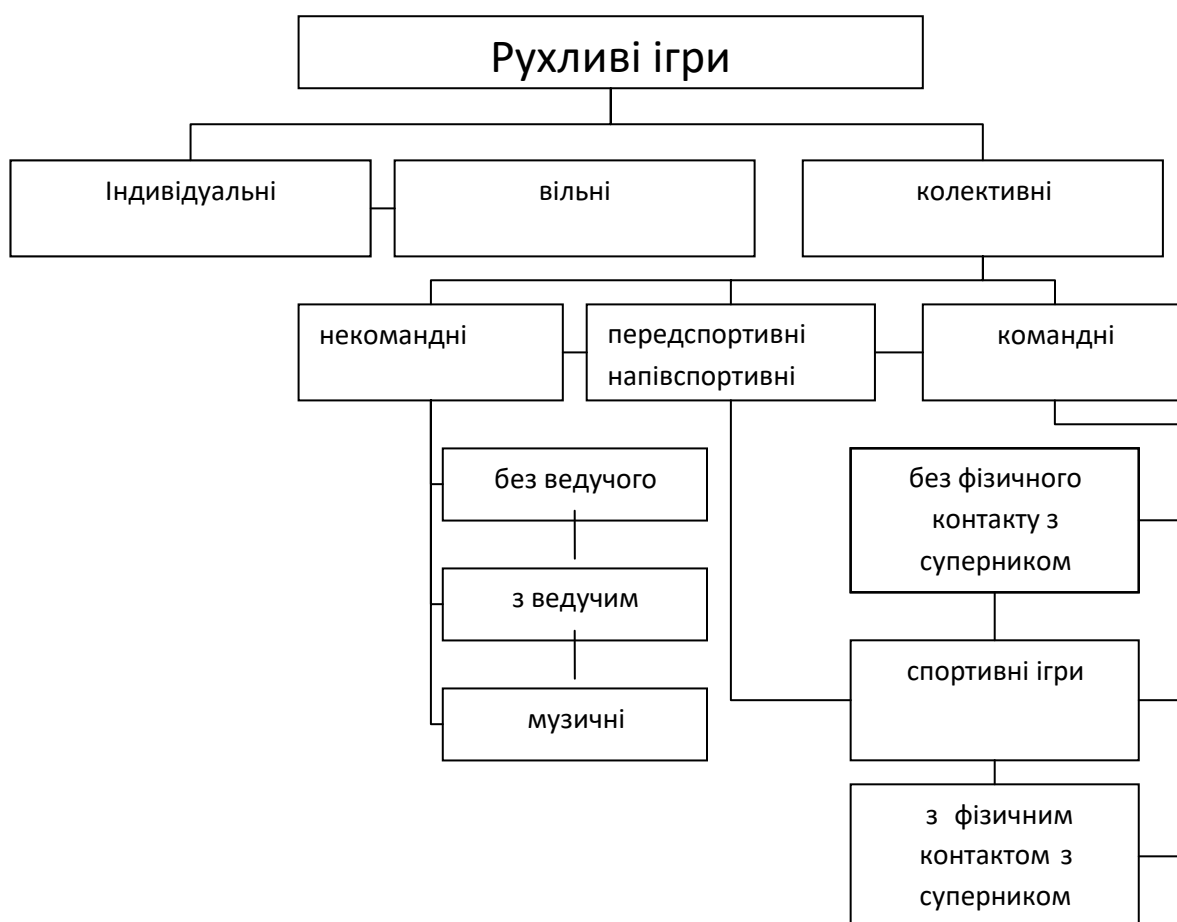 Рухливі ігри
Індивідуальні
вільні
колективні
некомандні
передспортивні
напівспортивні
командні
без ведучого
з ведучим
музичні
без фізичного
контакту з
суперником
спортивні ігри
з фізичним
контактом з
суперником